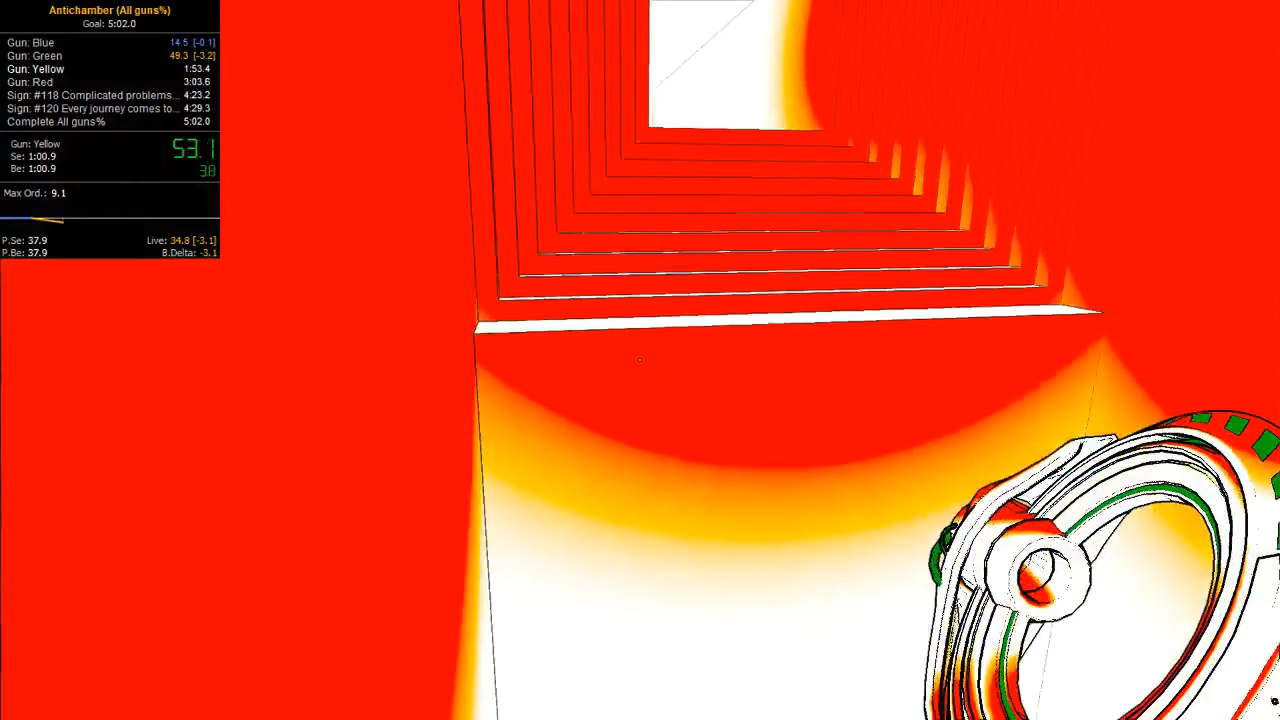 Antichamber (All guns%)
Goal: 5:02.0
Gun: Blue 14.5 [-0.1]
Gun: Green 49.3 [-3.2]
Gun: Yellow 1:53.4
Gun: Red 3:03.6
Sign: #118 Complicated problems... 4:23.2
Sign: #120 Every journey comes to... 4:29.3
Complete All guns% 5:02.0
Gun: Yellow 53.1
Se: 1:00.9
Be: 1:00.9 3.8
Max Ord.: 9.1
P.Se: 37.9 Live: 34.8 [-3.1]
P.Be: 37.9 B.Delta: -3.1